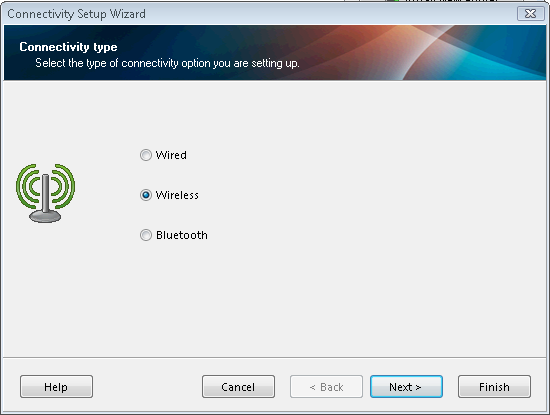 Connectivity Setup Wizard
Connectivity type
Select the type of connectivity option you are setting up.
Wired
Wireless
Bluetooth
Help
Cancel
< Back
Next >
Finish